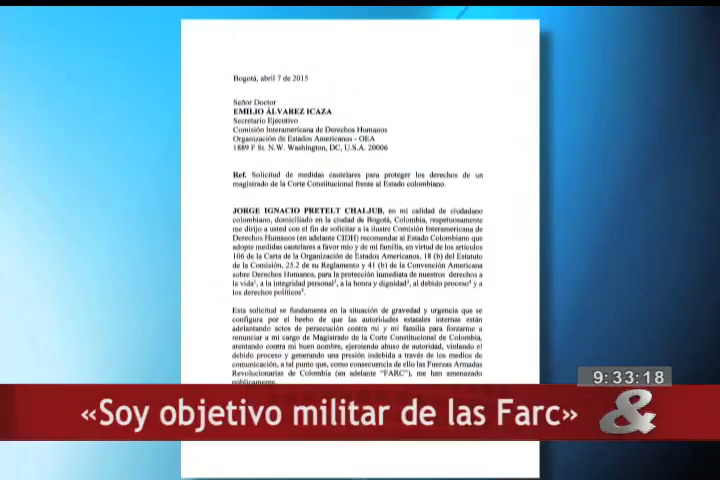 Bogotá, abril 7 de 2015
Señor Doctor
EMILIO ÁLVAREZ ICAZA
Secretario Ejecutivo
Comisión Interamericana de Derechos Humanos
Organización de Estados Americanos - OEA
1889 F St. N.W. Washington, DC, U.S.A. 20006
Ref. Solicitud de medidas cautelares para proteger los derechos de un
magistrado de la Corte Constitucional frente al Estado colombiano.
JORGE IGNACIO PRETELT CHALJUB, en mi calidad de ciudadano
colombiano, domiciliado en la ciudad de Bogotá, Colombia, respetuosamente
me dirijo a usted con el fin de solicitar a la ilustre Comisión Interamericana de
Derechos Humanos (en adelante CIDH) recomendar al Estado Colombiano que
adopte medidas cautelares a favor mío y de mi familia, en virtud de los artículos
106 de la Carta de la Organización de Estados Americanos, 18 (b) del Estatuto
de la Comisión, 25.2 de su Reglamento y 41 (b) de la Convención Americana
sobre Derechos Humanos, para la protección inmediata de nuestros derechos a
la vida¹, a la integridad personal², a la honra y dignidad³, al debido proceso⁴ y a
los derechos políticos⁵.
Esta solicitud se fundamenta en la situación de gravedad y urgencia que se
configura por el hecho de que las autoridades estatales internas están
adelantando actos de persecución contra mí y mi familia para forzarme a
renunciar a mi cargo de Magistrado de la Corte Constitucional de Colombia,
atentando contra mi buen nombre, ejerciendo abuso de autoridad, violando el
debido proceso y generando una presión indebida a través de los medios de
comunicación, a tal punto que, como consecuencia de ello las Fuerzas Armadas
Revolucionarias de Colombia (en adelante "FARC"), me han amenazado
públicamente.
9:33:18
«Soy objetivo militar de las Farc» &